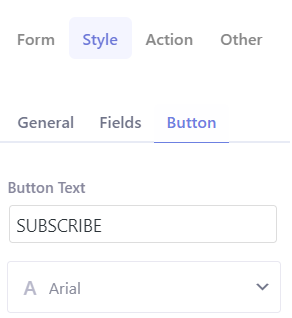 Form Style Action Other
General Fields Button
Button Text
SUBSCRIBE
A Arial